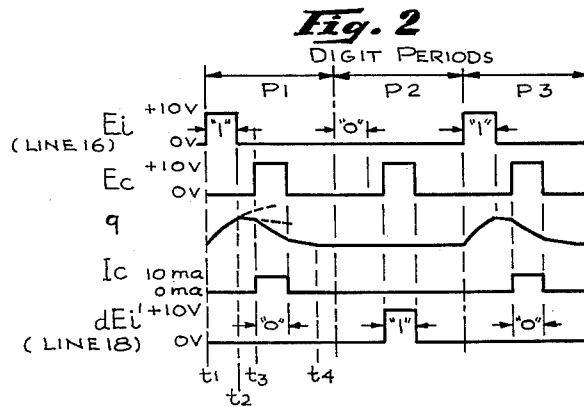 Fig. 2
DIGIT PERIODS
P1 P2 P3
Ei +10V "1" "0" "1"
(LINE 16) 0V
Ec +10V
0V
q
Ic 10 ma
0 ma
dEi' +10V "0" "1" "0"
(LINE 18) 0V
t1 t3 t4
t2